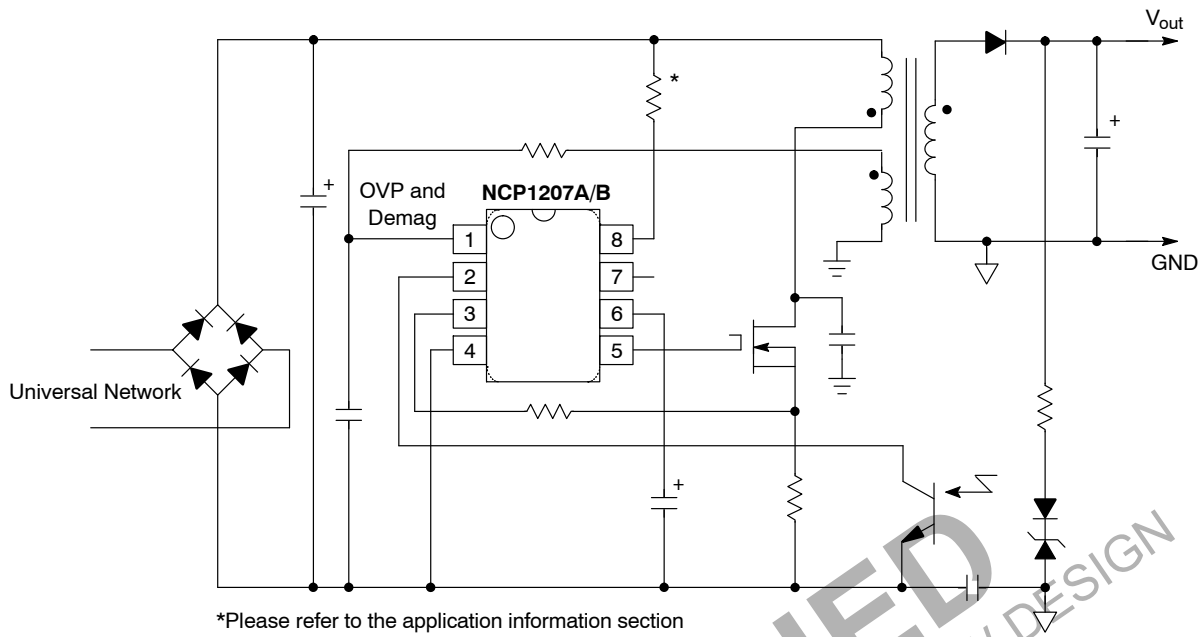 Vout
*
+
OVP and
Demag
NCP1207A/B
+
1
8
GND
2
7
3
6
4
5
Universal Network
+
+
DESIGN
*Please refer to the application information section